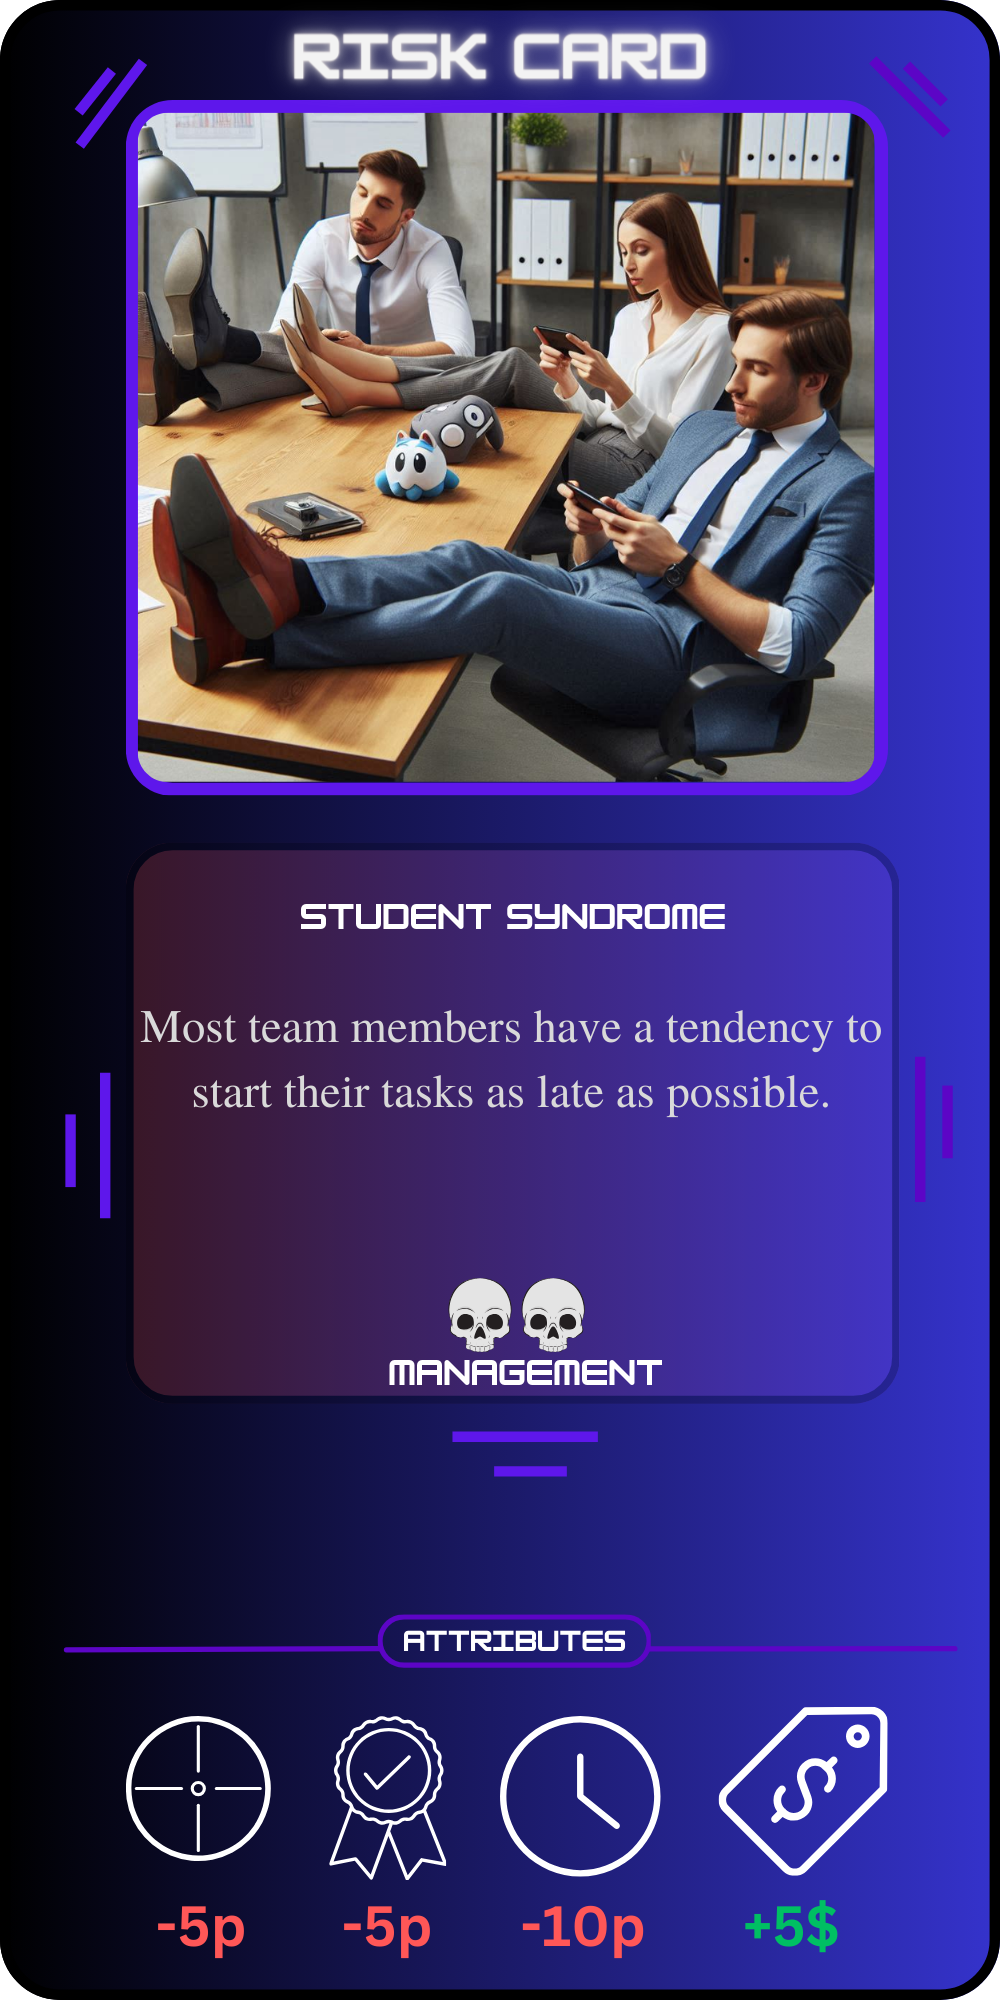 RISK CARD
STUDENT SYNDROME
Most team members have a tendency to
start their tasks as late as possible.
MANAGEMENT
ATTRIBUTES
-5p -5p -10p +5$